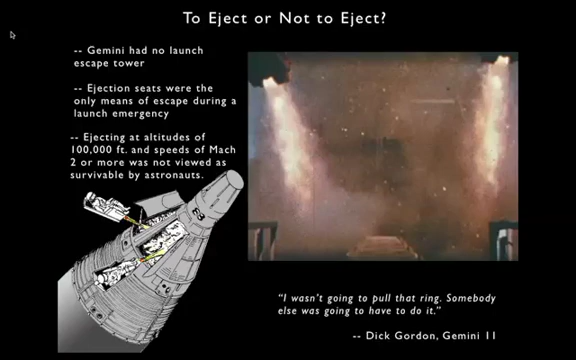 To Eject or Not to Eject?
-- Gemini had no launch
escape tower
-- Ejection seats were the
only means of escape during a
launch emergency
-- Ejecting at altitudes of
100,000 ft. and speeds of Mach
2 or more was not viewed as
survivable by astronauts.
"I wasn't going to pull that ring. Somebody
else was going to have to do it."
-- Dick Gordon, Gemini 11